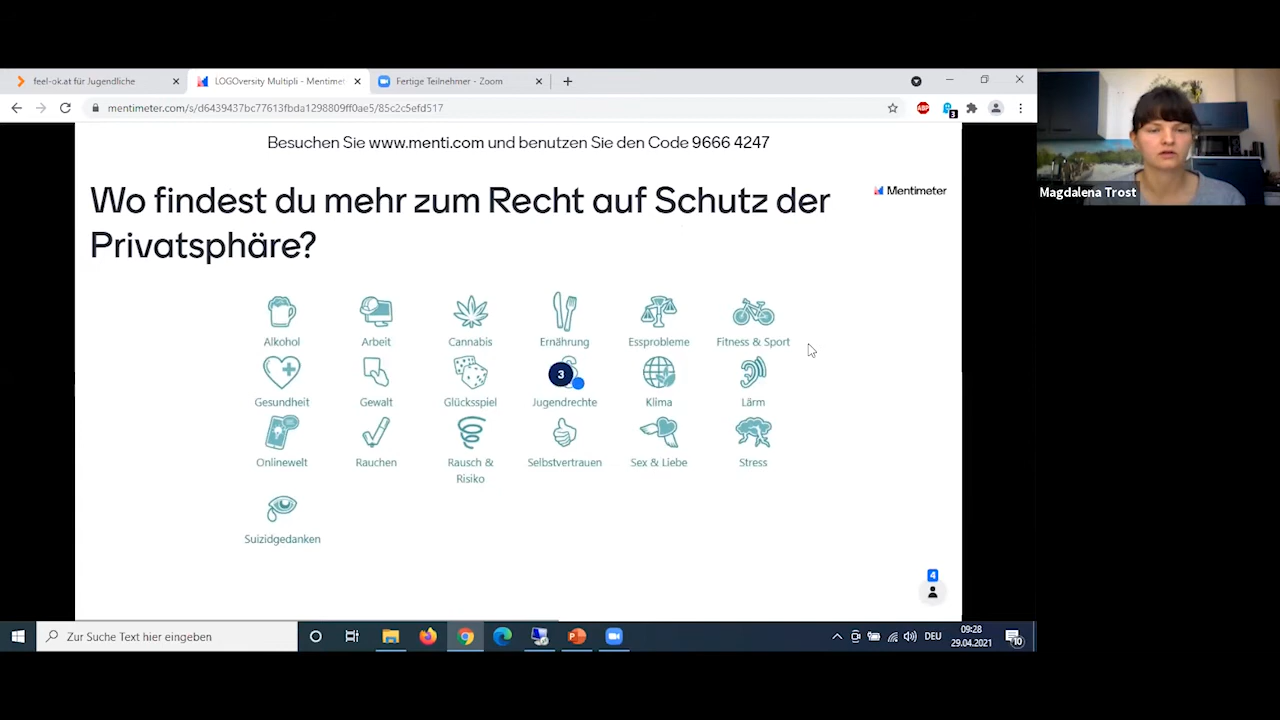 feel-ok.at für Jugendliche
LOGOversity Multipli - Mentimet
Fertige Teilnehmer - Zoom
mentimeter.com/s/d6439437bc77613fbda1298809ff0ae5/85c2c5efd517
ABP
3
Besuchen Sie www.menti.com und benutzen Sie den Code 9666 4247
Wo findest du mehr zum Recht auf Schutz der
Privatsphäre?
Mentimeter
Magdalena Trost
Alkohol Arbeit Cannabis Ernährung Essprobleme Fitness & Sport
3
Gesundheit Gewalt Glücksspiel Jugendrechte Klima Lärm
Onlinewelt Rauchen Rausch & Selbstvertrauen Sex & Liebe Stress
Risiko
Suizidgedanken
4
Zur Suche Text hier eingeben
DEU
09:28
29.04.2021
10